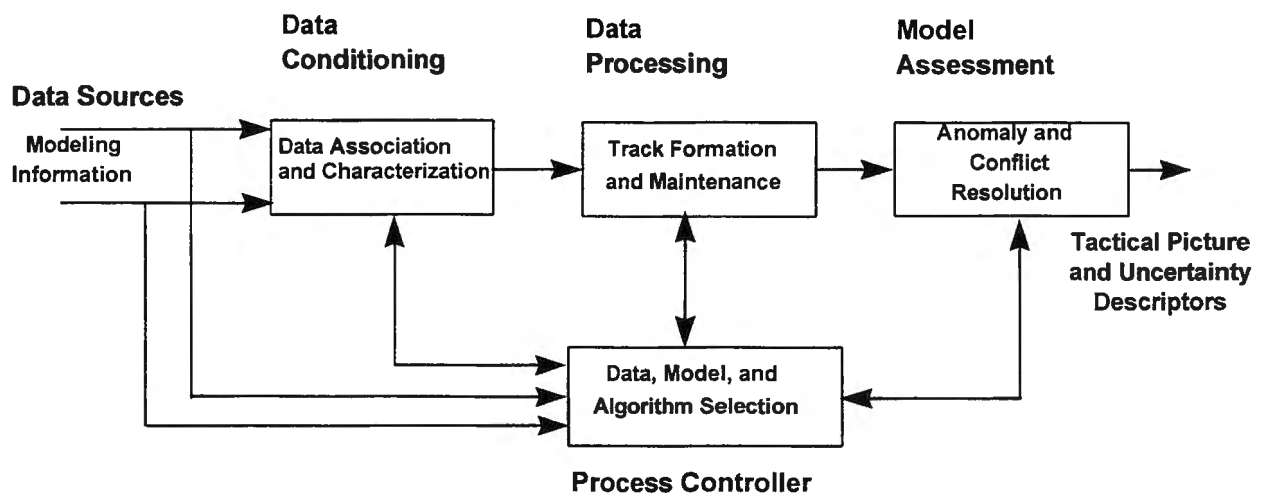 Data
Conditioning
Data
Processing
Model
Assessment
Data Sources
Modeling
Information
Data Association
and Characterization
Track Formation
and Maintenance
Anomaly and
Conflict
Resolution
Tactical Picture
and Uncertainty
Descriptors
Data, Model, and
Algorithm Selection
Process Controller